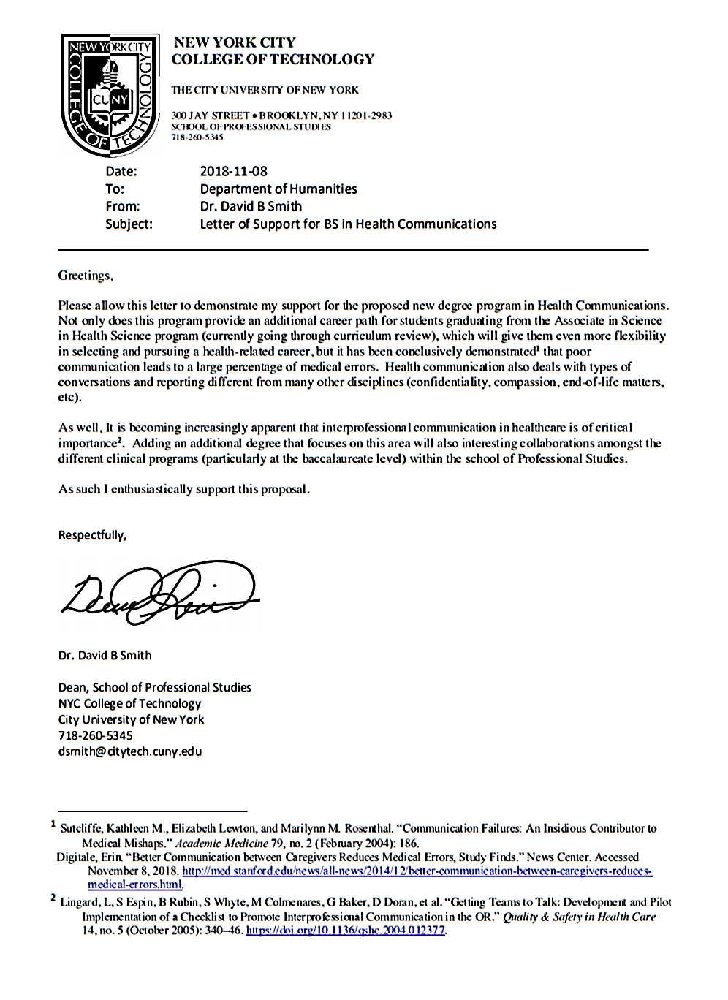 NEW YORK CITY
COLLEGE OF TECHNOLOGY
CUNY
NEW YORK CITY
COLLEGE OF TECHNOLOGY
THE CITY UNIVERSITY OF NEW YORK
300 JAY STREET • BROOKLYN, NY 11201-2983
SCHOOL OF PROFESSIONAL STUDIES
718-260-5345
Date: 2018-11-08
To: Department of Humanities
From: Dr. David B Smith
Subject: Letter of Support for BS in Health Communications
Greetings,
Please allow this letter to demonstrate my support for the proposed new degree program in Health Communications.
Not only does this program provide an additional career path for students graduating from the Associate in Science
in Health Science program (currently going through curriculum review), which will give them even more flexibility
in selecting and pursuing a health-related career, but it has been conclusively demonstrated¹ that poor
communication leads to a large percentage of medical errors. Health communication also deals with types of
conversations and reporting different from many other disciplines (confidentiality, compassion, end-of-life matters,
etc).
As well, It is becoming increasingly apparent that interprofessional communication in healthcare is of critical
importance². Adding an additional degree that focuses on this area will also interesting collaborations amongst the
different clinical programs (particularly at the baccalaureate level) within the school of Professional Studies.
As such I enthusiastically support this proposal.
Respectfully,
Dr. David B Smith
Dean, School of Professional Studies
NYC College of Technology
City University of New York
718-260-5345
dsmith@citytech.cuny.edu
¹ Sutcliffe, Kathleen M., Elizabeth Lewton, and Marilynn M. Rosenthal. “Communication Failures: An Insidious Contributor to
Medical Mishaps.” Academic Medicine 79, no. 2 (February 2004): 186.
Digitale, Erin. “Better Communication between Caregivers Reduces Medical Errors, Study Finds.” News Center. Accessed
November 8, 2018. http://med.stanford.edu/news/all-news/2014/12/better-communication-between-caregivers-reduces-
medical-errors.html.
² Lingard, L, S Espin, B Rubin, S Whyte, M Colmenares, G Baker, D Doran, et al. “Getting Teams to Talk: Development and Pilot
Implementation of a Checklist to Promote Interprofessional Communication in the OR.” Quality & Safety in Health Care
14, no. 5 (October 2005): 340–46. https://doi.org/10.1136/qshc.2004.012377.